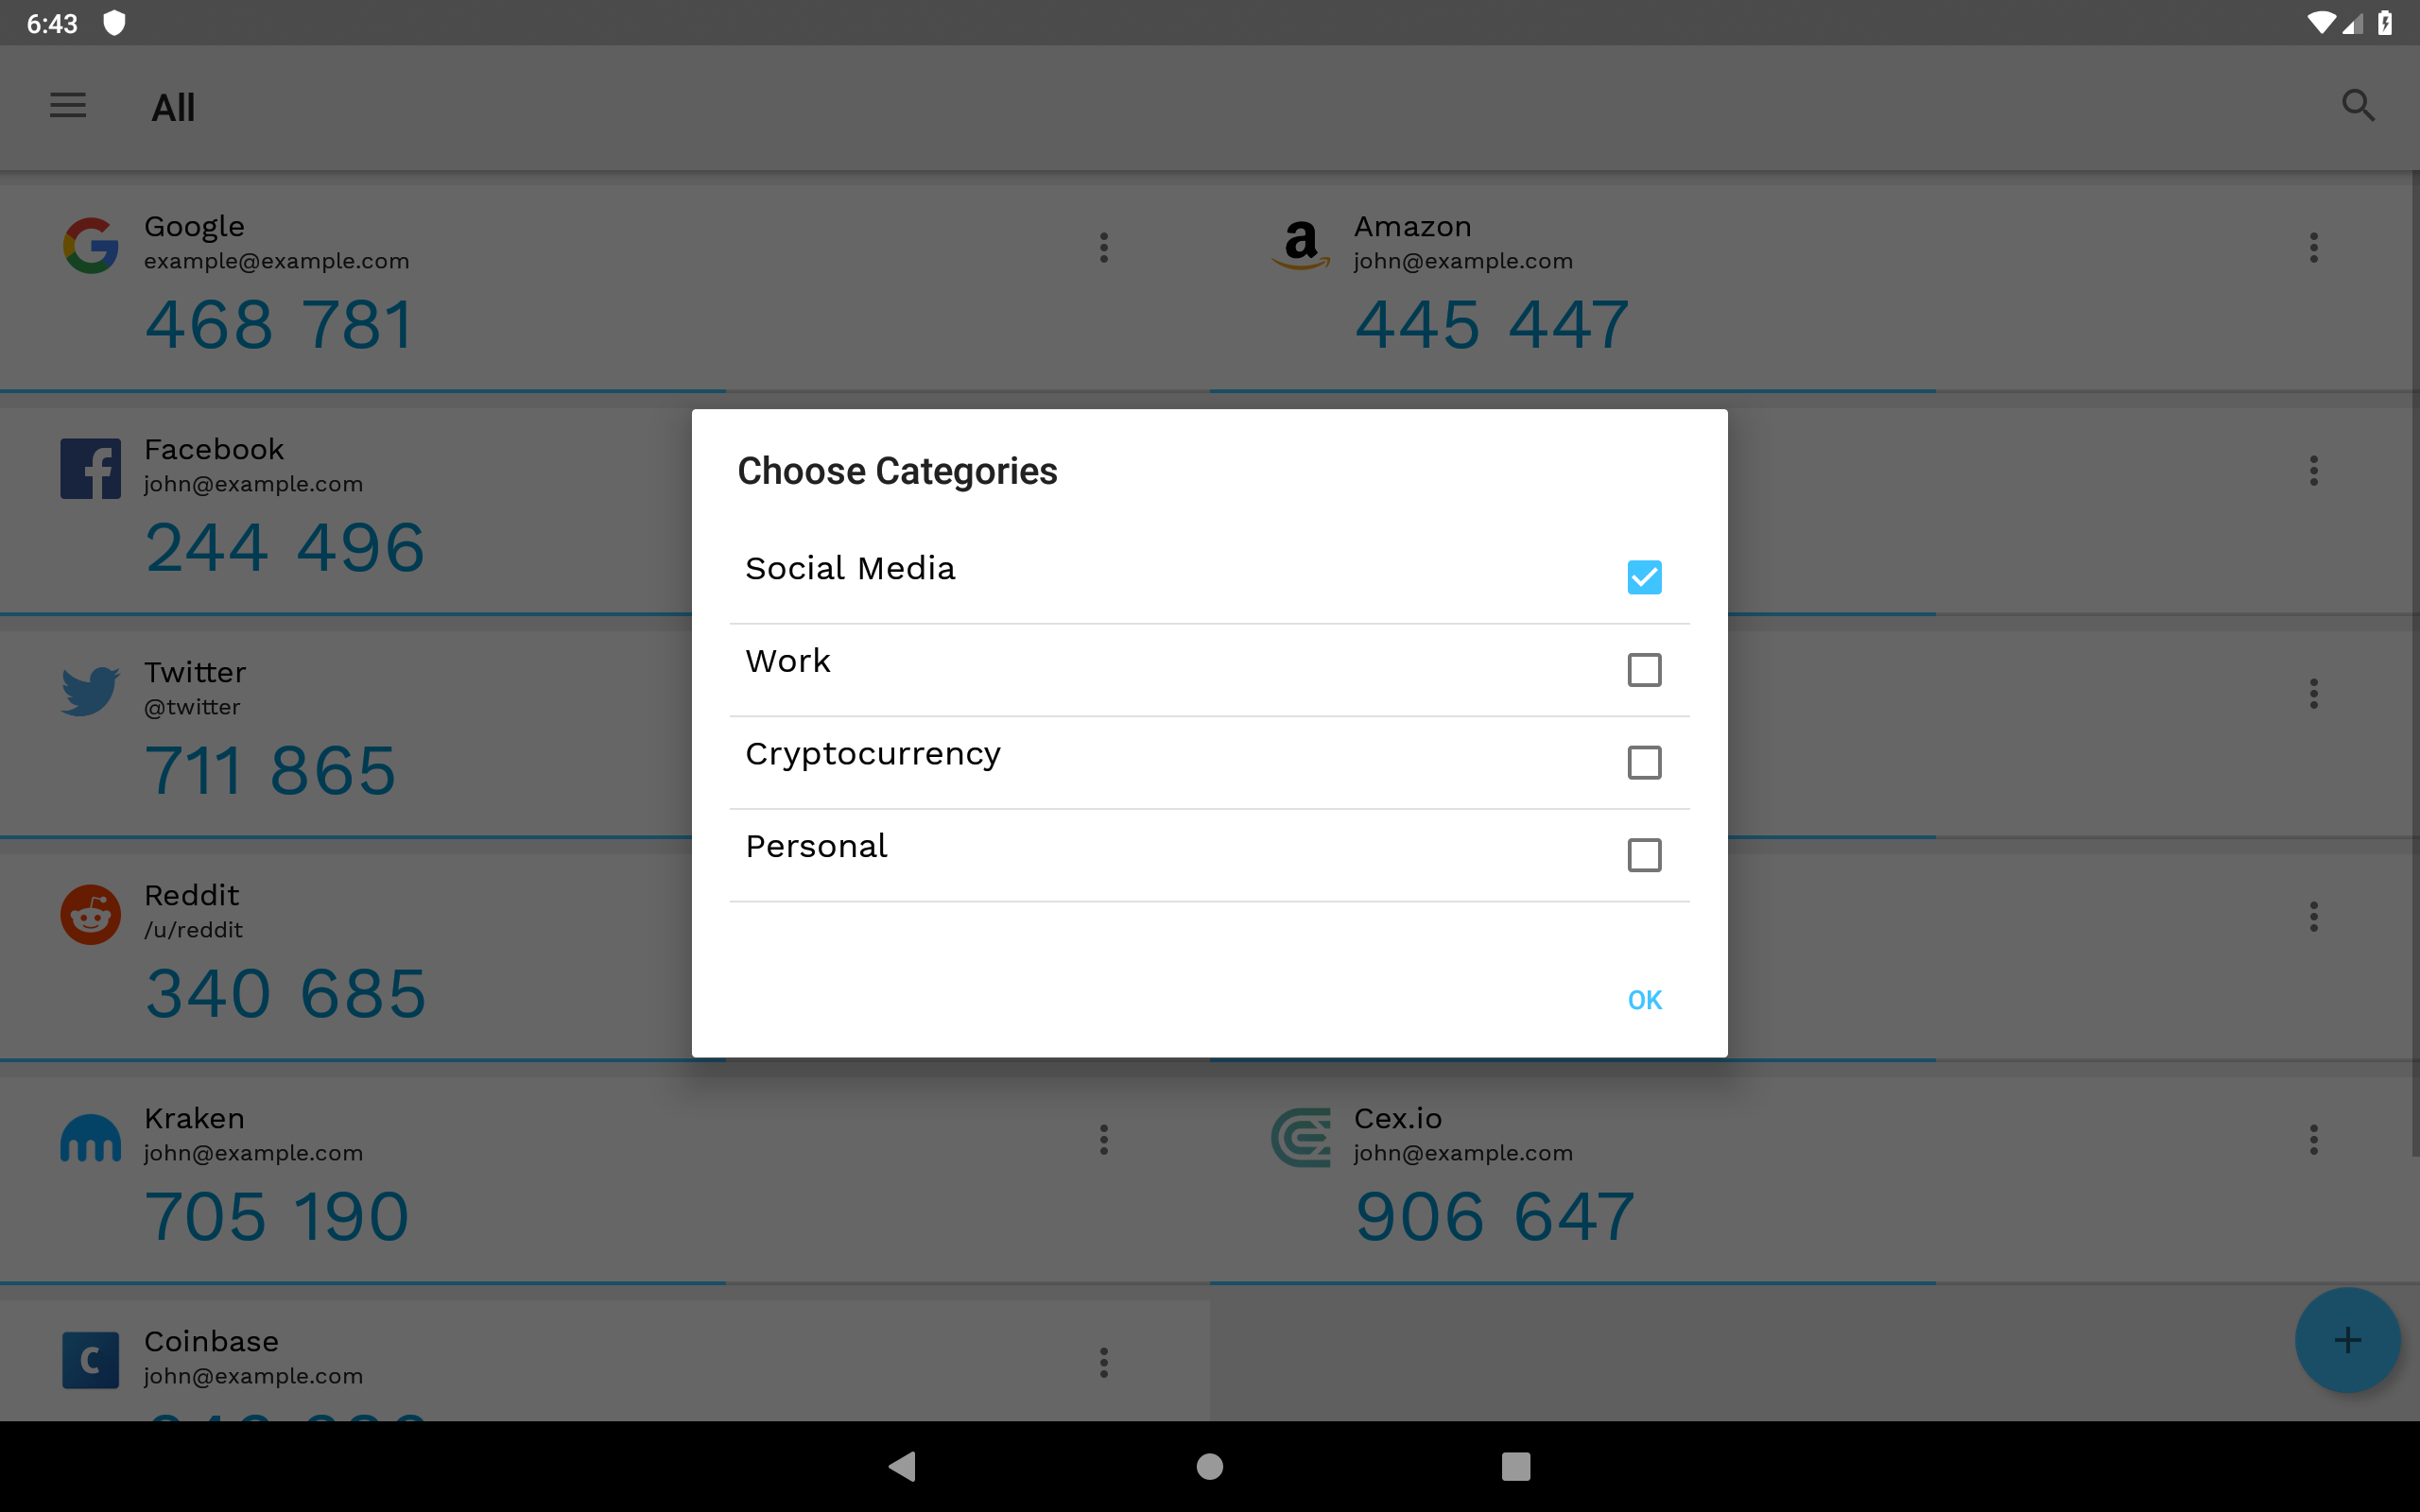 6:43
All
Google
example@example.com
468 781
Amazon
john@example.com
445 447
Facebook
john@example.com
244 496
Twitter
@twitter
711 865
Reddit
/u/reddit
340 685
Choose Categories
Social Media
Work
Cryptocurrency
Personal
OK
Kraken
john@example.com
705 190
Cex.io
john@example.com
906 647
Coinbase
john@example.com